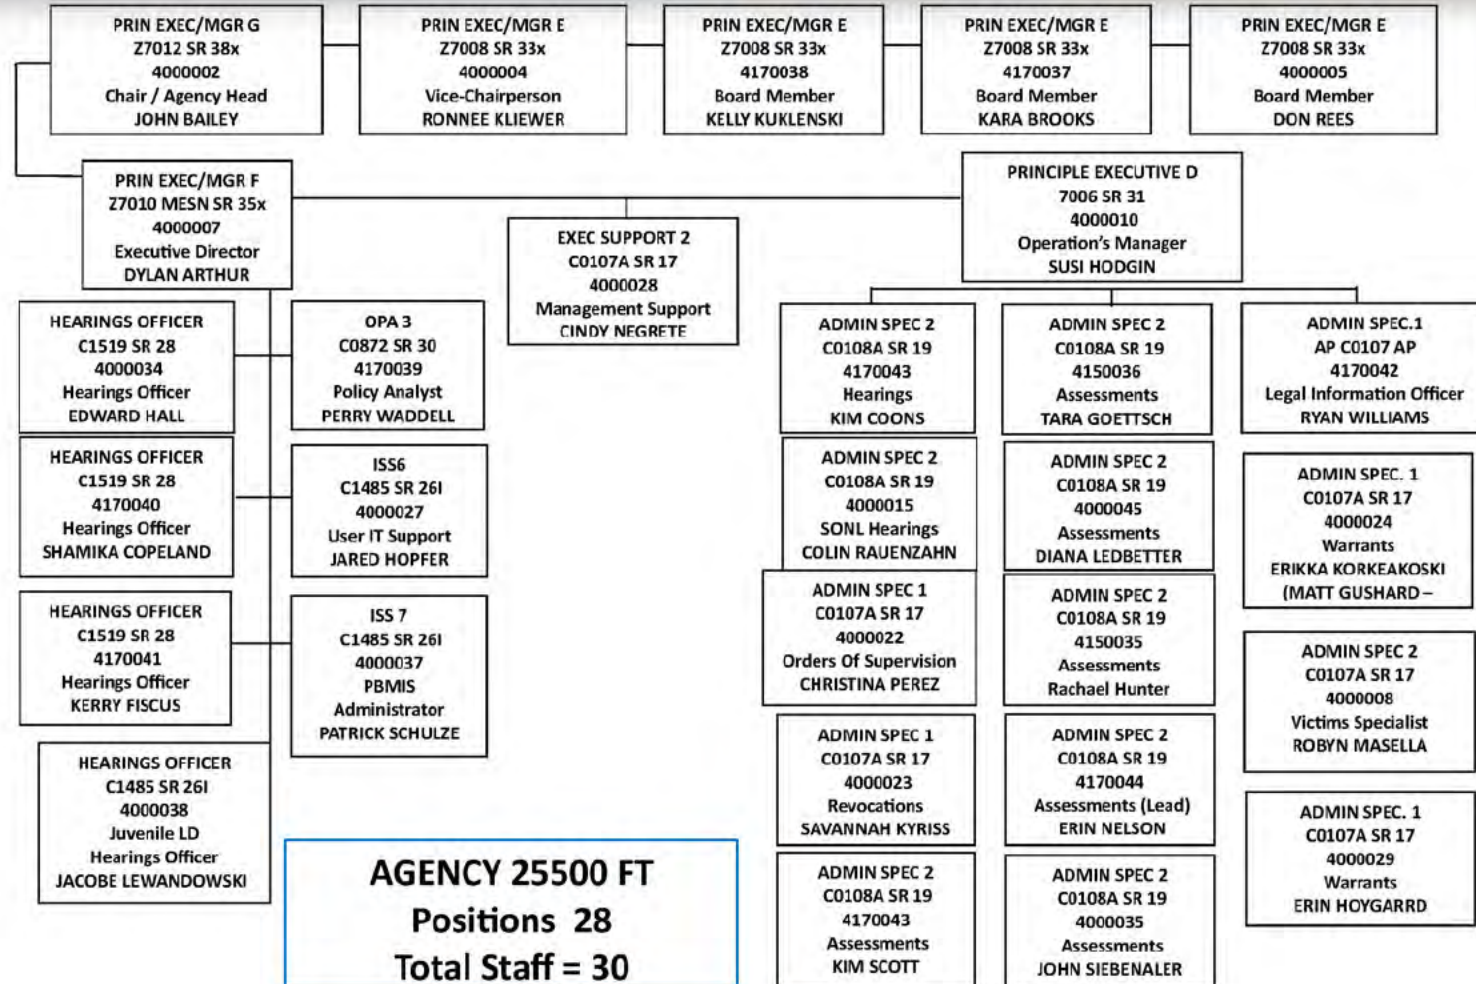 PRIN EXEC/MGR G
Z7012 SR 38x
4000002
Chair / Agency Head
JOHN BAILEY
PRIN EXEC/MGR E
Z7008 SR 33x
4000004
Vice-Chairperson
RONNEE KLIEWER
PRIN EXEC/MGR E
Z7008 SR 33x
4170038
Board Member
KELLY KUKLENSKI
PRIN EXEC/MGR E
Z7008 SR 33x
4170037
Board Member
KARA BROOKS
PRIN EXEC/MGR E
Z7008 SR 33x
4000005
Board Member
DON REES
PRIN EXEC/MGR F
Z7010 MESN SR 35x
4000007
Executive Director
DYLAN ARTHUR
EXEC SUPPORT 2
C0107A SR 17
4000028
Management Support
CINDY NEGRETE
PRINCIPLE EXECUTIVE D
7006 SR 31
4000010
Operation's Manager
SUSI HODGIN
HEARINGS OFFICER
C1519 SR 28
4000034
Hearings Officer
EDWARD HALL
OPA 3
C0872 SR 30
4170039
Policy Analyst
PERRY WADDELL
HEARINGS OFFICER
C1519 SR 28
4170040
Hearings Officer
SHAMIKA COPELAND
ISS6
C1485 SR 26I
4000027
User IT Support
JARED HOPFER
HEARINGS OFFICER
C1519 SR 28
4170041
Hearings Officer
KERRY FISCUS
ISS 7
C1485 SR 26I
4000037
PBMIS
Administrator
PATRICK SCHULZE
HEARINGS OFFICER
C1485 SR 26I
4000038
Juvenile LD
Hearings Officer
JACOBE LEWANDOWSKI
ADMIN SPEC 2
C0108A SR 19
4170043
Hearings
KIM COONS
ADMIN SPEC 2
C0108A SR 19
4000015
SONL Hearings
COLIN RAUENZAHN
ADMIN SPEC 1
C0107A SR 17
4000022
Orders Of Supervision
CHRISTINA PEREZ
ADMIN SPEC 1
C0107A SR 17
4000023
Revocations
SAVANNAH KYRISS
ADMIN SPEC 2
C0108A SR 19
4170043
Assessments
KIM SCOTT
ADMIN SPEC 2
C0108A SR 19
4150036
Assessments
TARA GOETTSCH
ADMIN SPEC 2
C0108A SR 19
4000045
Assessments
DIANA LEDBETTER
ADMIN SPEC 2
C0108A SR 19
4150035
Assessments
Rachael Hunter
ADMIN SPEC 2
C0108A SR 19
4170044
Assessments (Lead)
ERIN NELSON
ADMIN SPEC 2
C0108A SR 19
4000035
Assessments
JOHN SIEBENALER
ADMIN SPEC.1
AP C0107 AP
4170042
Legal Information Officer
RYAN WILLIAMS
ADMIN SPEC. 1
C0107A SR 17
4000024
Warrants
ERIKKA KORKEAKOSKI
(MATT GUSHARD –
ADMIN SPEC 2
C0107A SR 17
4000008
Victims Specialist
ROBYN MASELLA
ADMIN SPEC. 1
C0107A SR 17
4000029
Warrants
ERIN HOYGARRD
AGENCY 25500 FT
Positions 28
Total Staff = 30